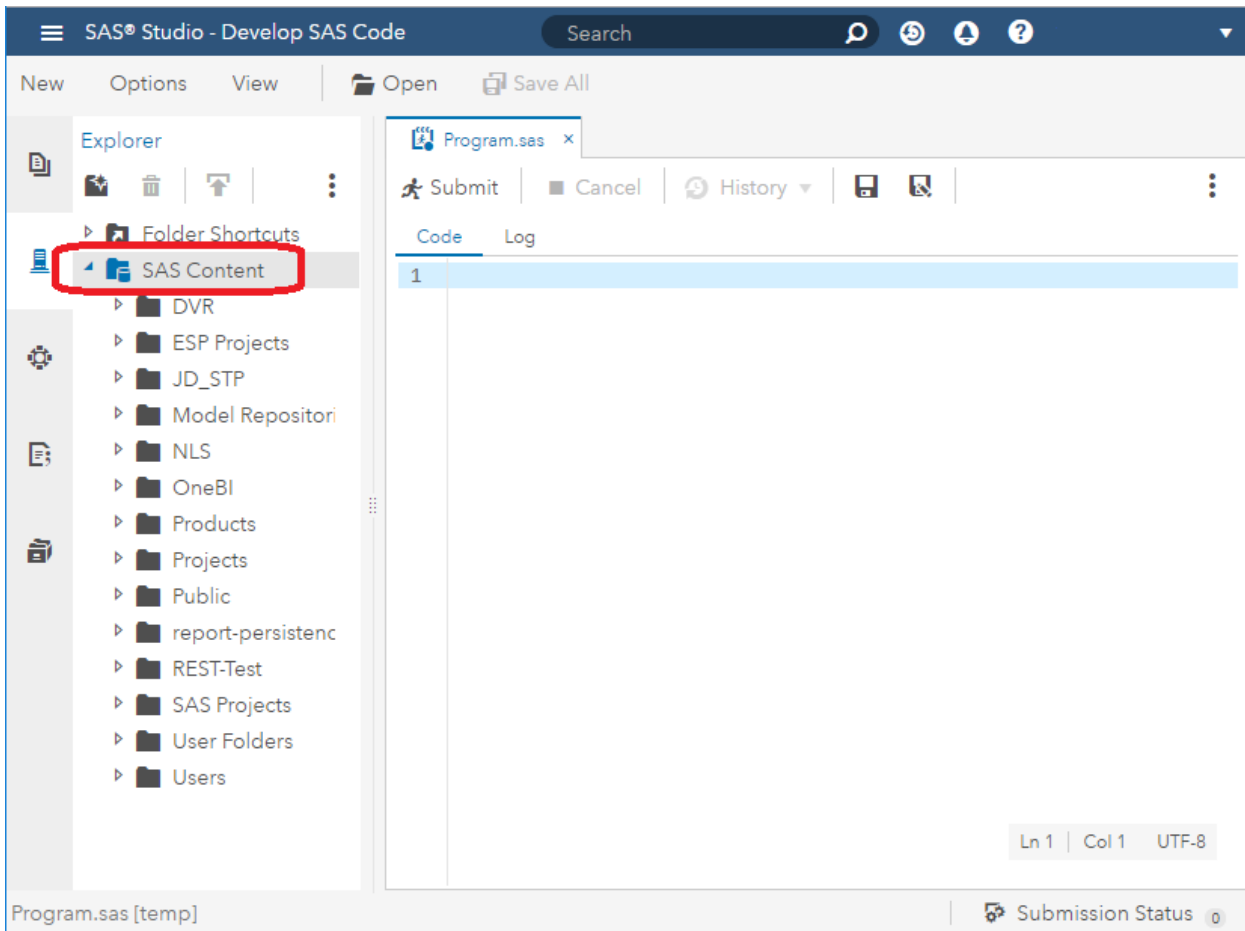 SAS® Studio - Develop SAS Code Search
New Options View Open Save All
Explorer
Program.sas ×
Submit Cancel History
Folder Shortcuts
Code Log
SAS Content
1
DVR
ESP Projects
JD_STP
Model Repositori
NLS
OneBI
Products
Projects
Public
report-persistenc
REST-Test
SAS Projects
User Folders
Users
Ln 1 | Col 1 UTF-8
Program.sas [temp] Submission Status 0